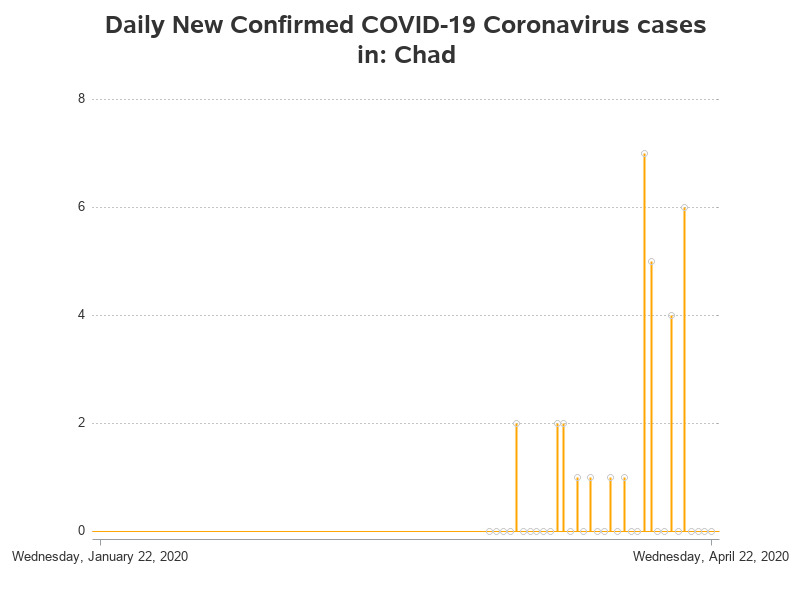 Daily New Confirmed COVID-19 Coronavirus cases
in: Chad
8
6
4
2
0
Wednesday, January 22, 2020 Wednesday, April 22, 2020